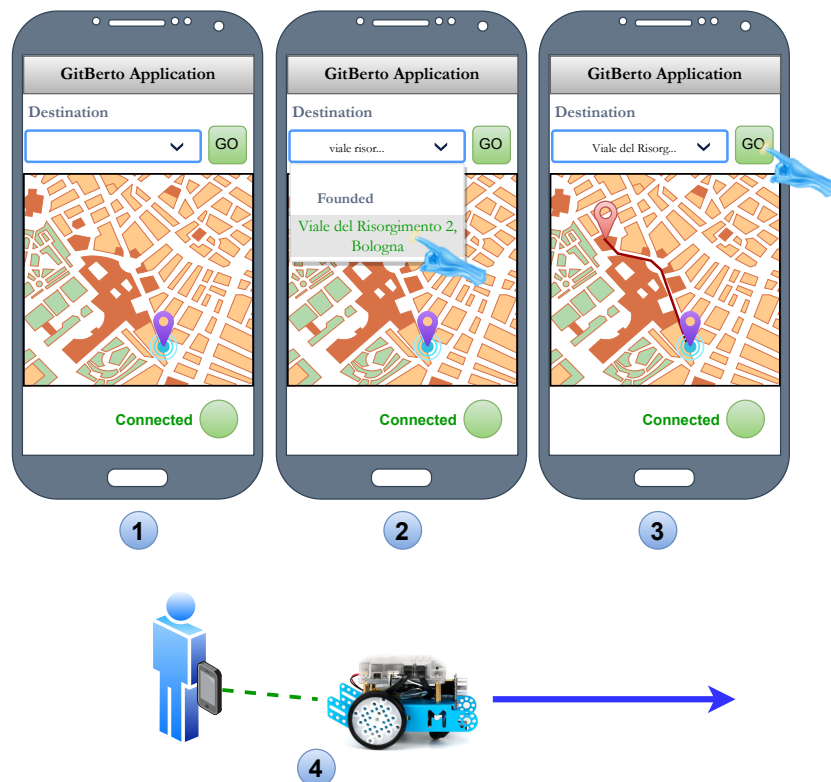 GitBerto Application
Destination
GO
Connected
1
GitBerto Application
Destination
viale risor...
GO
Founded
Viale del Risorgimento 2,
Bologna
Connected
2
GitBerto Application
Destination
Viale del Risorg...
GO
Connected
3
4